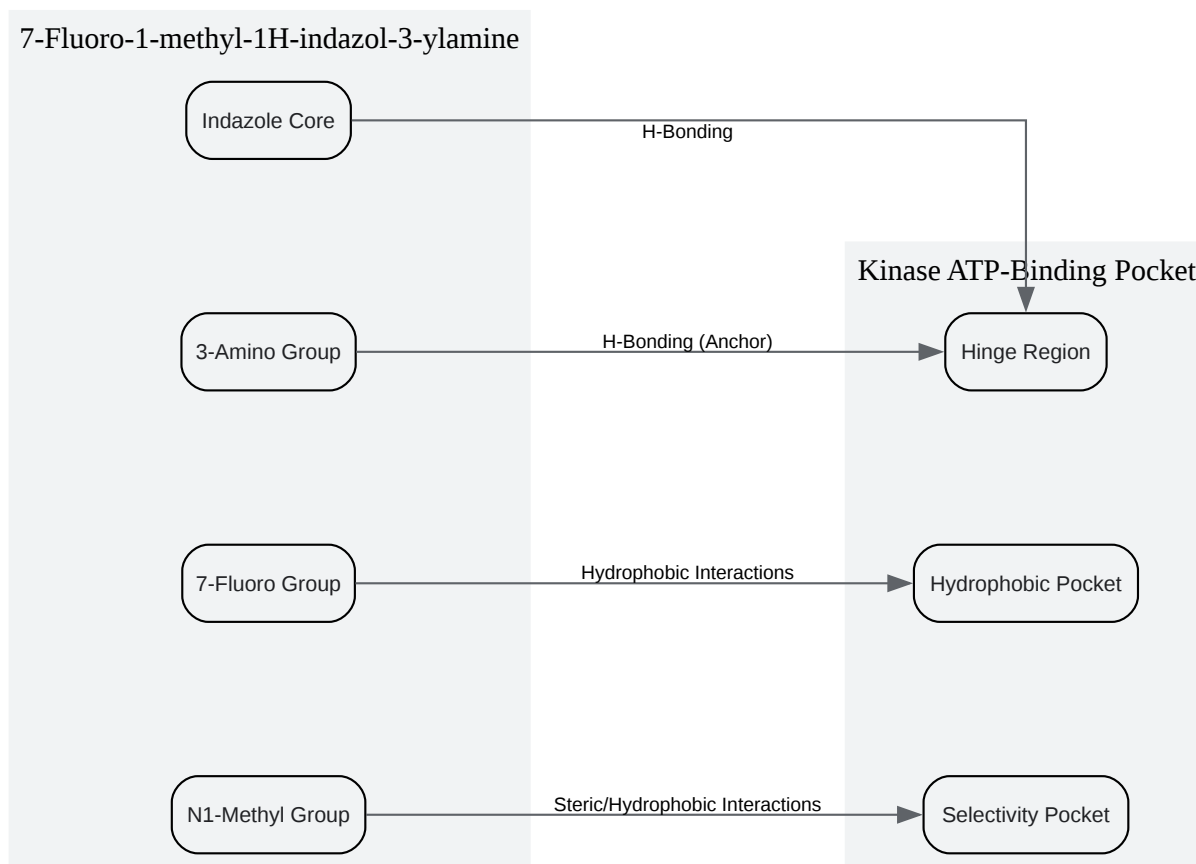 7-Fluoro-1-methyl-1H-indazol-3-ylamine
Indazole Core
H-Bonding
Kinase ATP-Binding Pocket
3-Amino Group
H-Bonding (Anchor)
Hinge Region
7-Fluoro Group
Hydrophobic Interactions
Hydrophobic Pocket
N1-Methyl Group
Steric/Hydrophobic Interactions
Selectivity Pocket